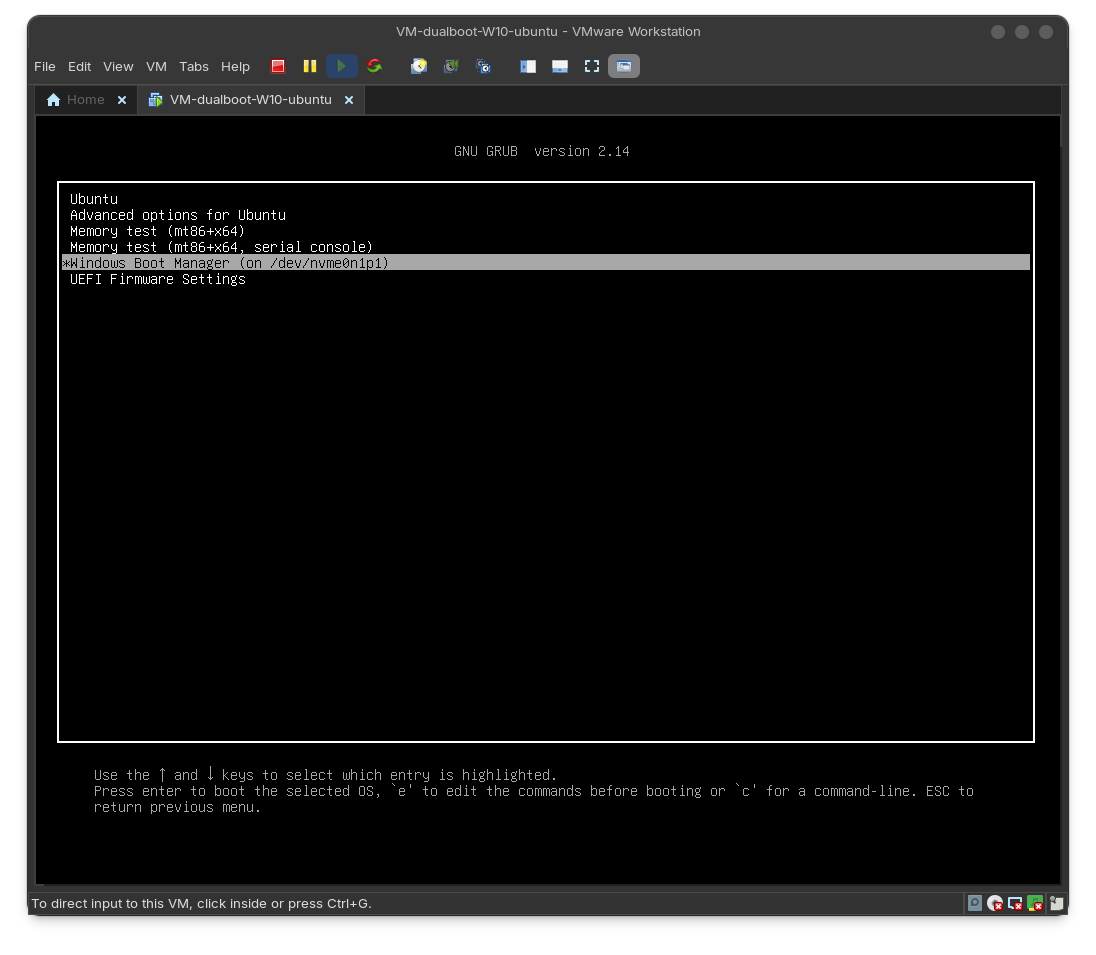 VM-dualboot-W10-ubuntu - VMware Workstation
File Edit View VM Tabs Help
Home VM-dualboot-W10-ubuntu
GNU GRUB  version 2.14
Ubuntu
Advanced options for Ubuntu
Memory test (mt86+x64)
Memory test (mt86+x64, serial console)
*Windows Boot Manager (on /dev/nvme0n1p1)
UEFI Firmware Settings
Use the ↑ and ↓ keys to select which entry is highlighted.
Press enter to boot the selected OS, `e' to edit the commands before booting or `c' for a command-line. ESC to
return previous menu.
To direct input to this VM, click inside or press Ctrl+G.